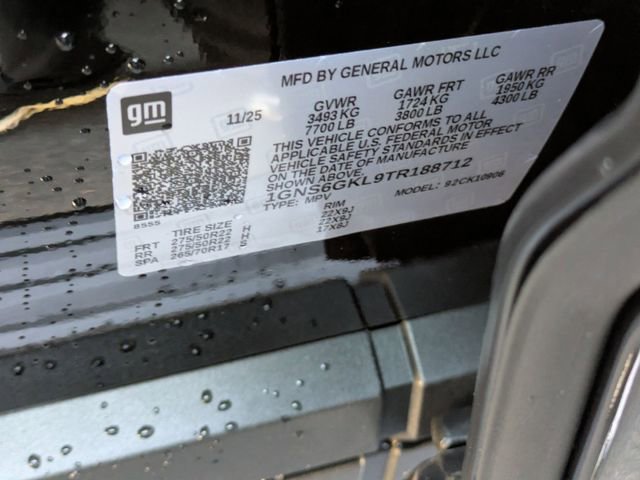 MFD BY GENERAL MOTORS LLC
gm
11/25
GVWR GAWR FRT GAWR RR
3493 KG 1724 KG 1950 KG
7700 LB 3800 LB 4300 LB
THIS VEHICLE CONFORMS TO ALL
APPLICABLE U.S. FEDERAL MOTOR
VEHICLE SAFETY STANDARDS IN EFFECT
ON THE DATE OF MANUFACTURE
SHOWN ABOVE.
1GNS6GKL9TR188712
TYPE: MPV MODEL: 92CK10906
8555
TIRE SIZE RIM
FRT 275/50R22 H 22X9J
RR 275/50R22 H 22X9J
SPA 265/70R17 S 17X8J